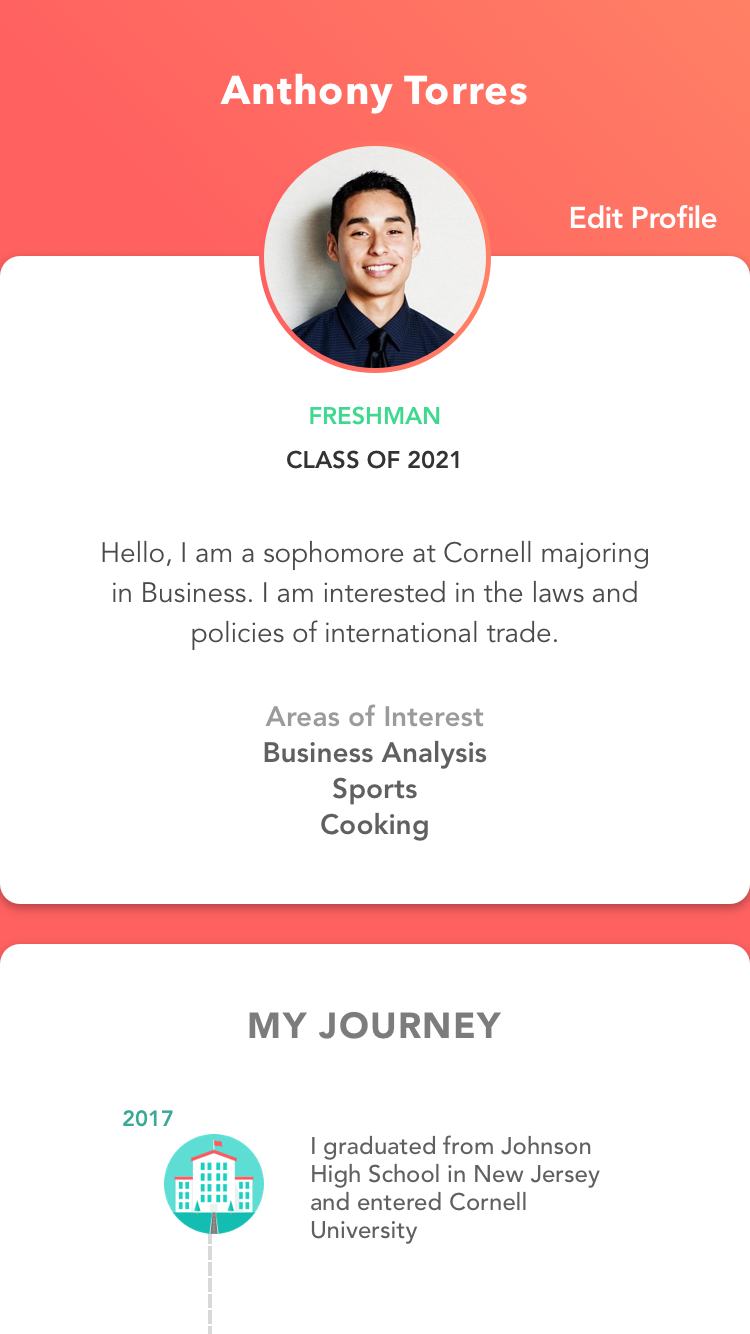 Anthony Torres
Edit Profile
FRESHMAN
CLASS OF 2021
Hello, I am a sophomore at Cornell majoring
in Business. I am interested in the laws and
policies of international trade.
Areas of Interest
Business Analysis
Sports
Cooking
MY JOURNEY
2017
I graduated from Johnson
High School in New Jersey
and entered Cornell
University